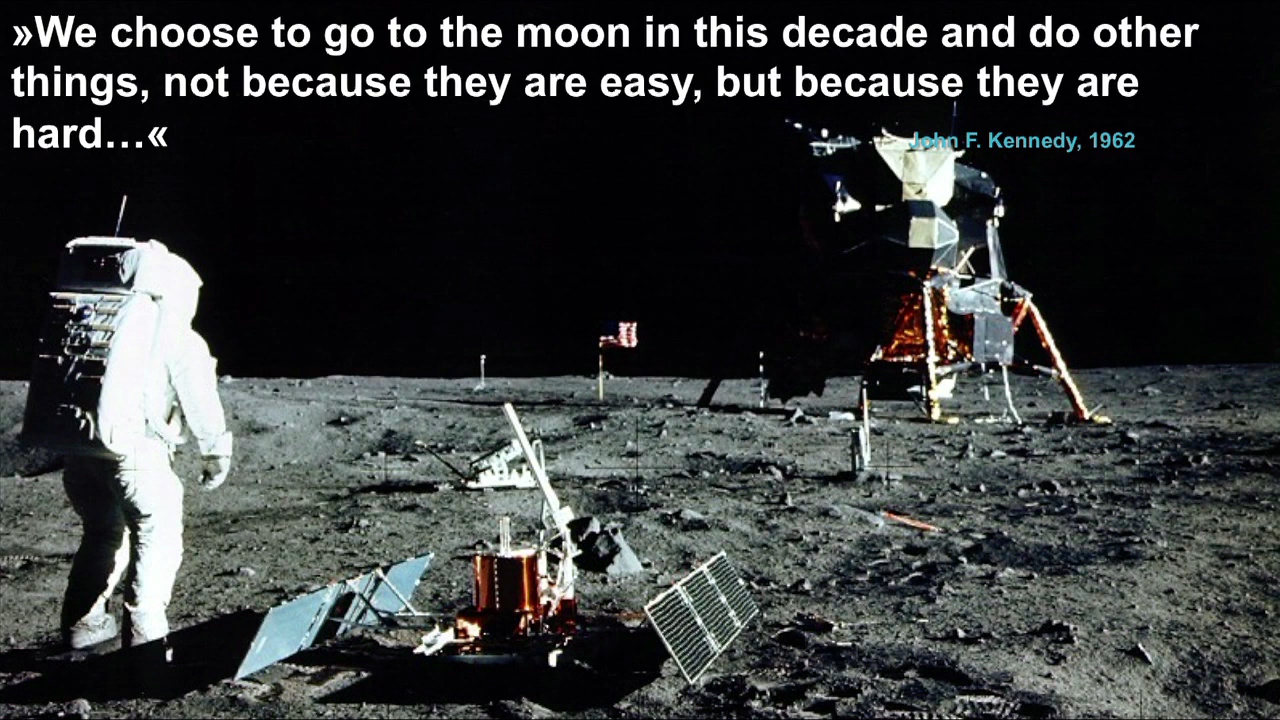 »We choose to go to the moon in this decade and do other
things, not because they are easy, but because they are
hard…«
John F. Kennedy, 1962